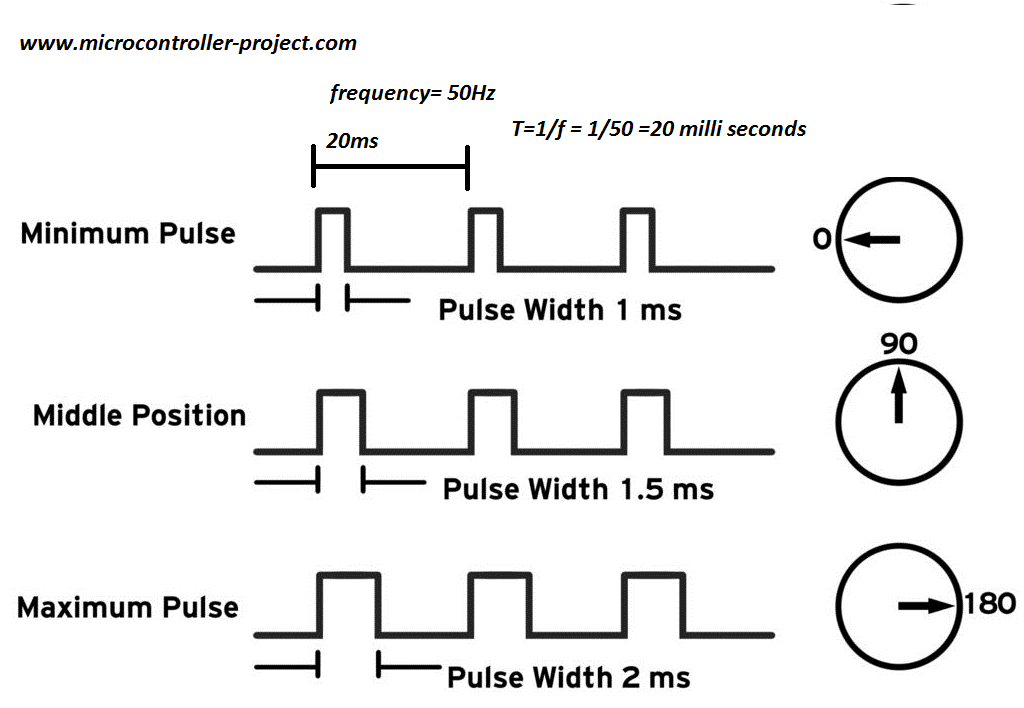 www.microcontroller-project.com
frequency= 50Hz
T=1/f = 1/50 =20 milli seconds
20ms
Minimum Pulse
0
Pulse Width 1 ms
90
Middle Position
Pulse Width 1.5 ms
Maximum Pulse
180
Pulse Width 2 ms